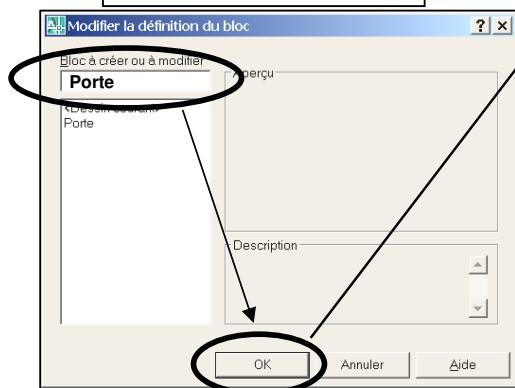 Modifier la définition du bloc
Bloc à créer ou à modifier
Porte
<Dessin courant>
Porte
Aperçu
Description
OK
Annuler
Aide